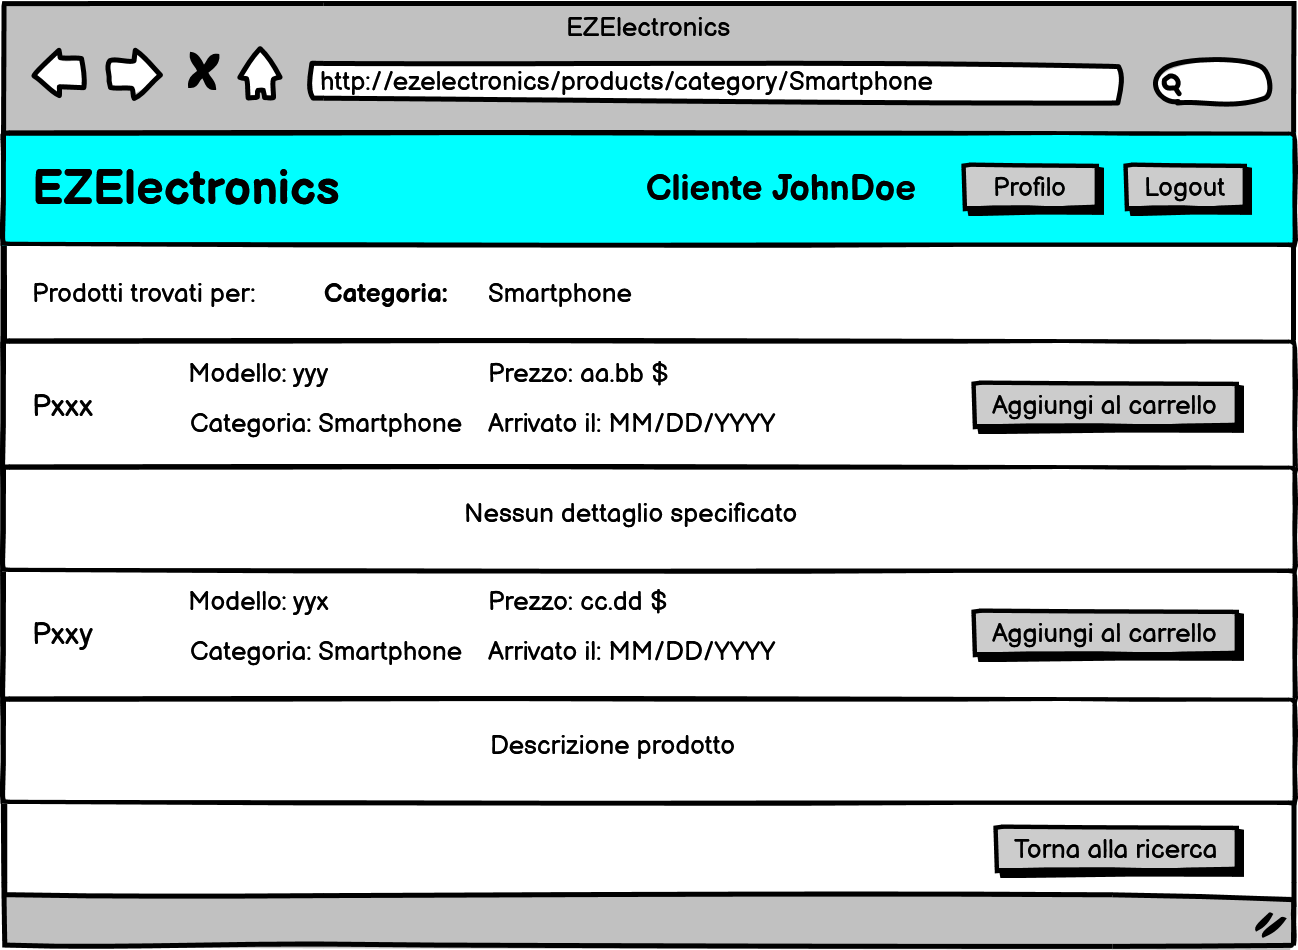 EZElectronics
http://ezelectronics/products/category/Smartphone
EZElectronics Cliente JohnDoe Profilo Logout
Prodotti trovati per: Categoria: Smartphone
Modello: yyy Prezzo: aa.bb $
Pxxx Aggiungi al carrello
Categoria: Smartphone Arrivato il: MM/DD/YYYY
Nessun dettaglio specificato
Modello: yyx Prezzo: cc.dd $
Pxxy Aggiungi al carrello
Categoria: Smartphone Arrivato il: MM/DD/YYYY
Descrizione prodotto
Torna alla ricerca